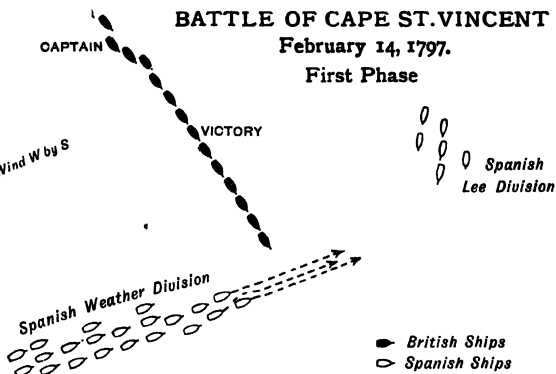 BATTLE OF CAPE ST. VINCENT
February 14, 1797.
First Phase
CAPTAIN
VICTORY
Wind W by S
Spanish
Lee Division
Spanish Weather Division
British Ships
Spanish Ships